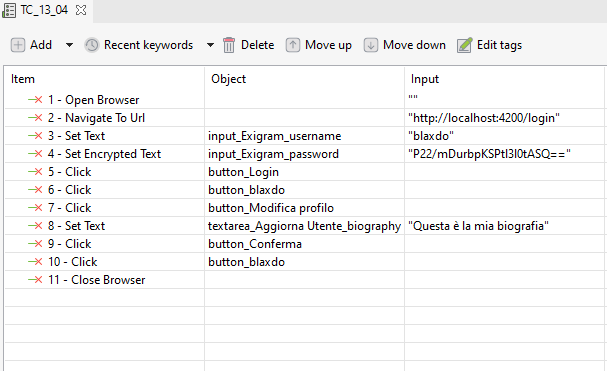 TC_13_04
Add Recent keywords Delete Move up Move down Edit tags
Item Object Input
1 - Open Browser ""
2 - Navigate To Url "http://localhost:4200/login"
3 - Set Text input_Exigram_username "blaxdo"
4 - Set Encrypted Text input_Exigram_password "P22/mDurbpKSPtI3I0tASQ=="
5 - Click button_Login
6 - Click button_blaxdo
7 - Click button_Modifica profilo
8 - Set Text textarea_Aggiorna Utente_biography "Questa è la mia biografia"
9 - Click button_Conferma
10 - Click button_blaxdo
11 - Close Browser